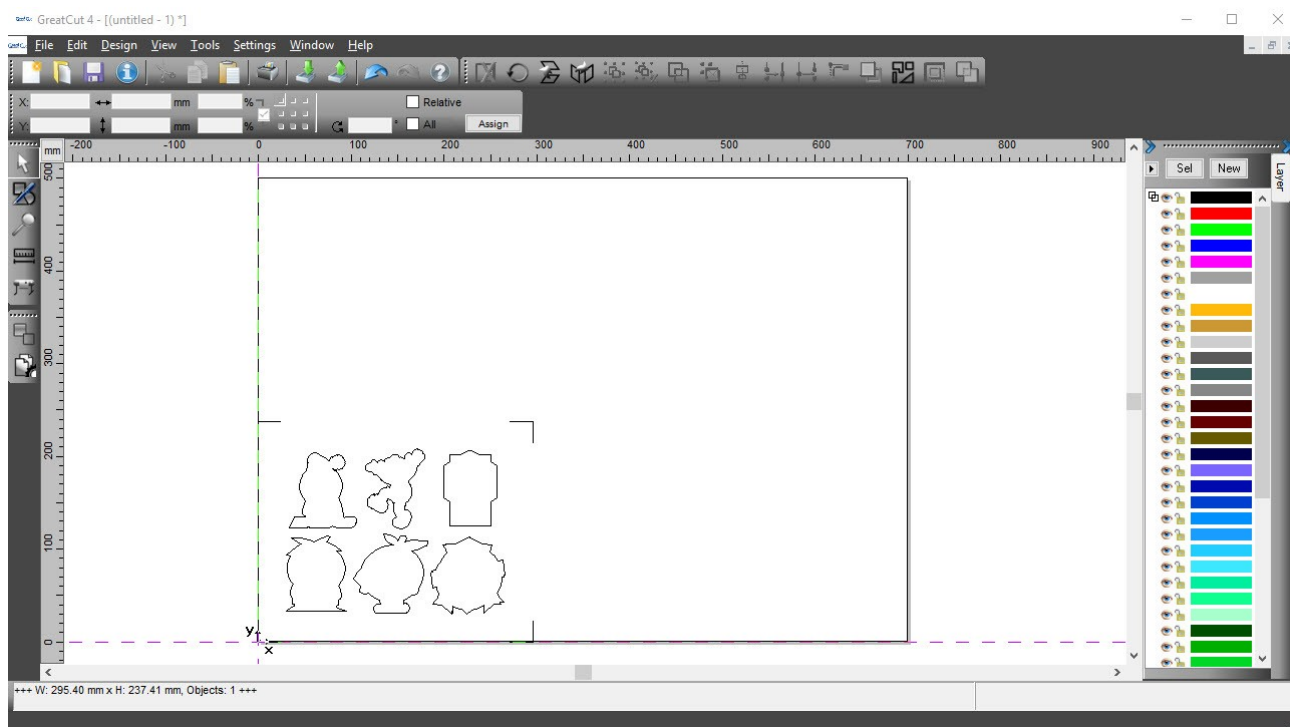 GreatCut 4 - [(untitled - 1) *]
File Edit Design View Tools Settings Window Help
X: mm % Relative
Y: mm % ° All Assign
mm -200 -100 0 100 200 300 400 500 600 700 800 900
Sel New
Layer
500
400
300
200
100
0
Y
X
+++ W: 295.40 mm x H: 237.41 mm, Objects: 1 +++